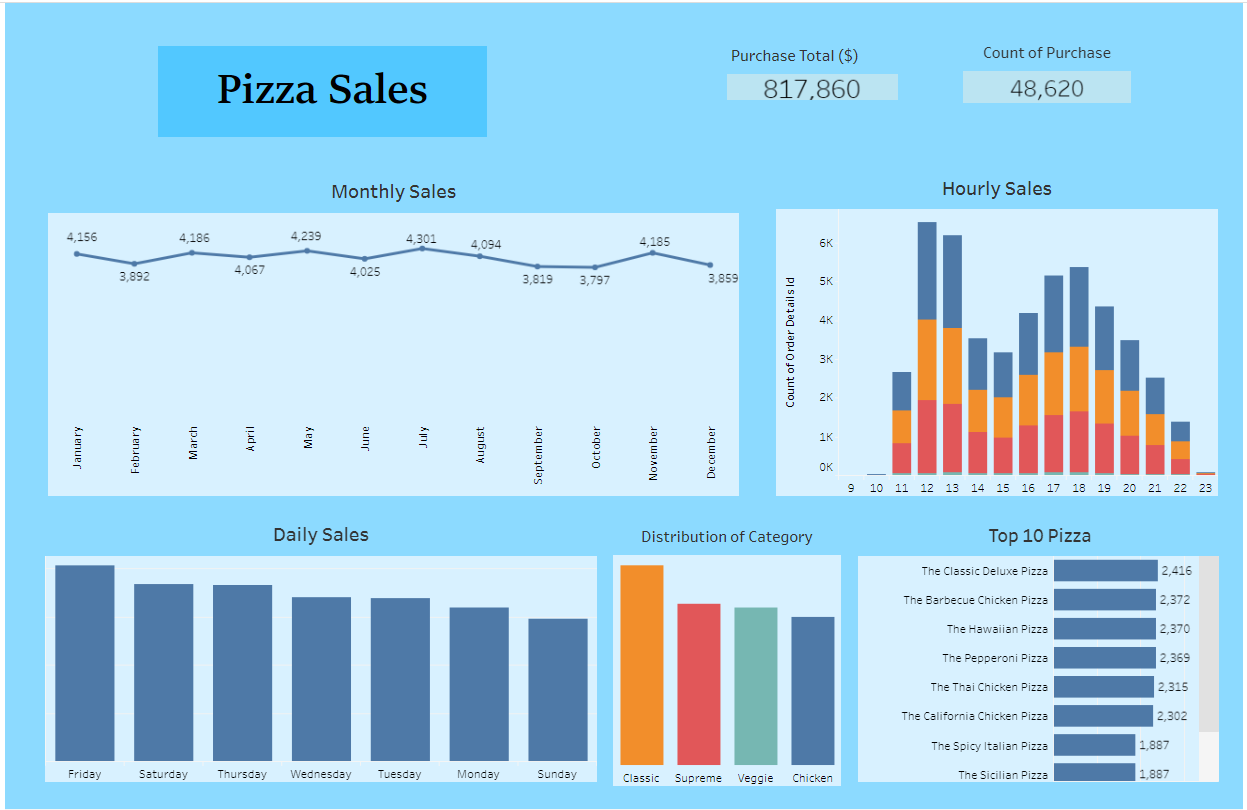 Pizza Sales
Purchase Total ($)
817,860
Count of Purchase
48,620
Monthly Sales
4,156
3,892
4,186
4,067
4,239
4,025
4,301
4,094
3,819
3,797
4,185
3,859
January
February
March
April
May
June
July
August
September
October
November
December
Hourly Sales
Count of Order Details Id
6K
5K
4K
3K
2K
1K
0K
9 10 11 12 13 14 15 16 17 18 19 20 21 22 23
Daily Sales
Friday Saturday Thursday Wednesday Tuesday Monday Sunday
Distribution of Category
Classic Supreme Veggie Chicken
Top 10 Pizza
The Classic Deluxe Pizza 2,416
The Barbecue Chicken Pizza 2,372
The Hawaiian Pizza 2,370
The Pepperoni Pizza 2,369
The Thai Chicken Pizza 2,315
The California Chicken Pizza 2,302
The Spicy Italian Pizza 1,887
The Sicilian Pizza 1,887